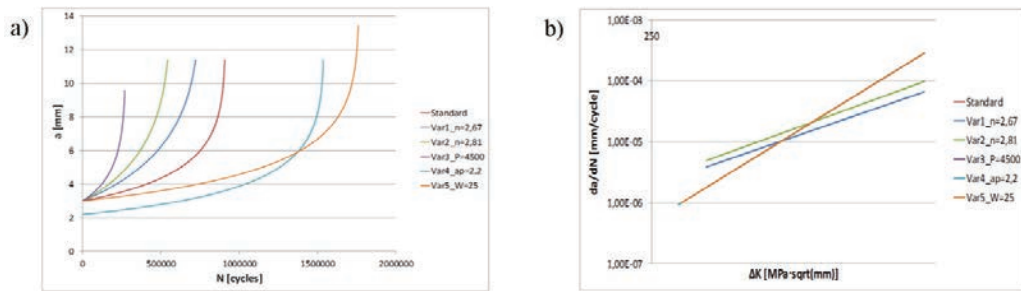 a)
14
12
10
8
6
4
2
0
a [mm]
0
500000
1000000
1500000
2000000
N [cycles]
Standard
Var1_n=2,67
Var2_n=2,81
Var3_P=4500
Var4_ap=2,2
Var5_W=25
b)
1,00E-03
250
1,00E-04
1,00E-05
1,00E-06
1,00E-07
da/dN [mm/cycle]
ΔK [MPa·sqrt(mm)]
Standard
Var1_n=2,67
Var2_n=2,81
Var3_P=4500
Var4_ap=2,2
Var5_W=25